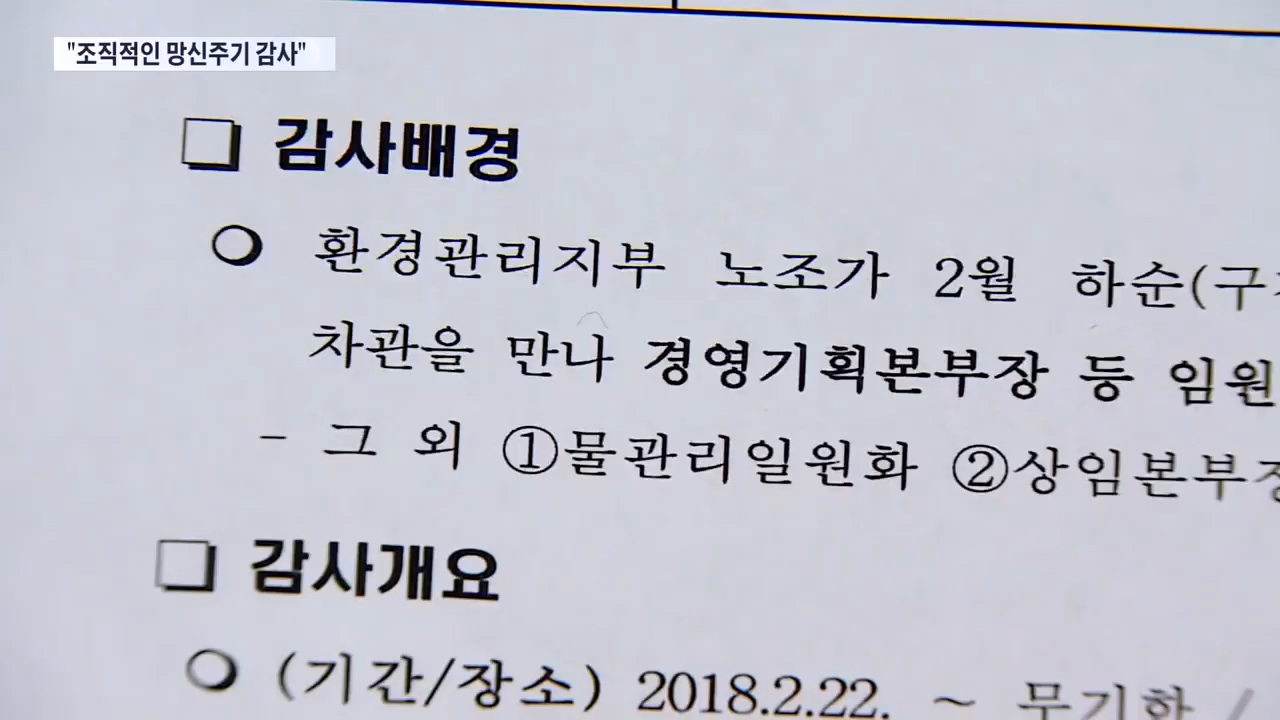 "조직적인 망신주기 감사"
❑ 감사배경
○ 환경관리지부 노조가 2월 하순(구
차관을 만나 경영기획본부장 등 임원
- 그 외 ①물관리일원화 ②상임본부장
❑ 감사개요
○ (기간/장소) 2018.2.22. ~ 무기한 /